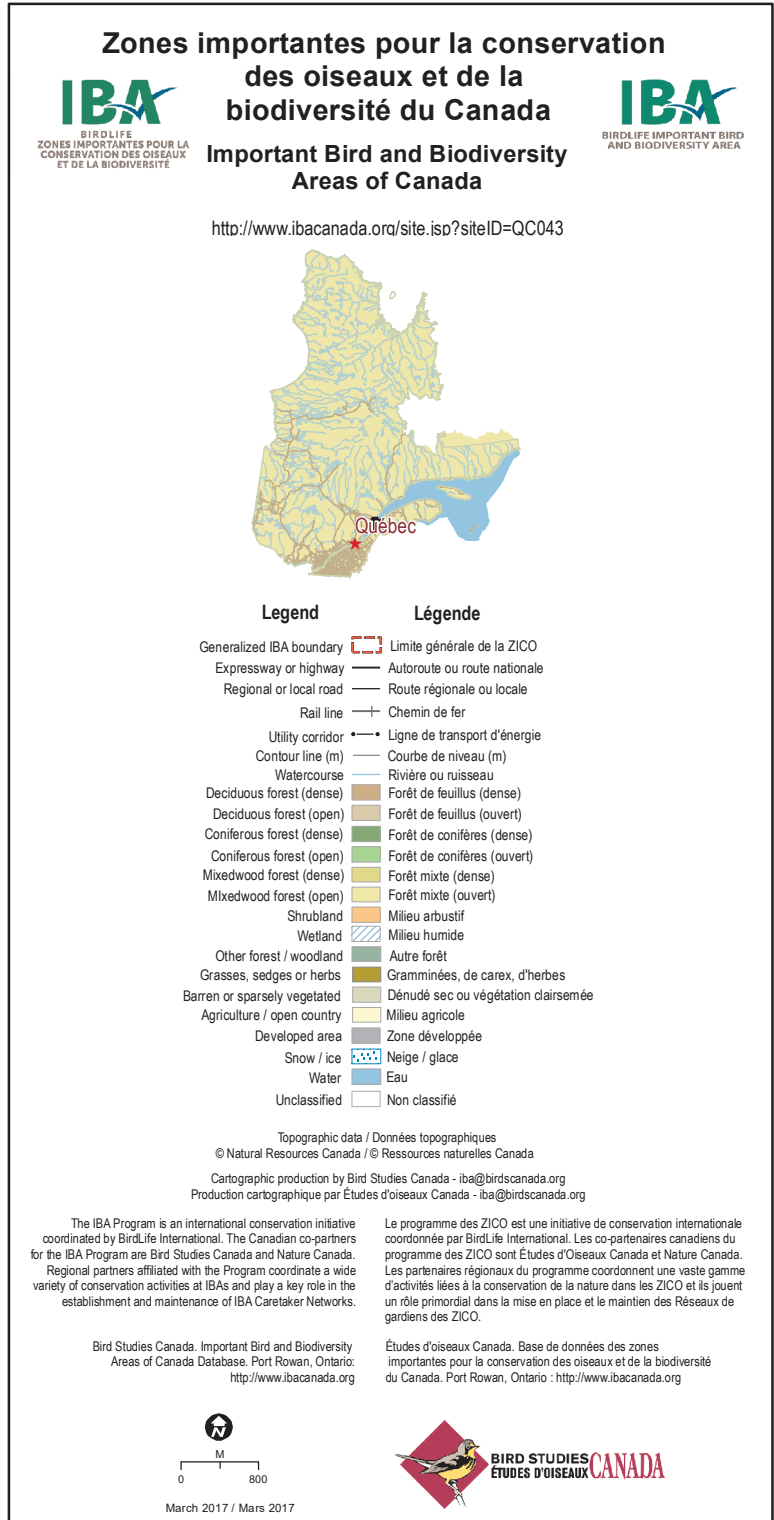 Zones importantes pour la conservation
des oiseaux et de la
biodiversité du Canada
IBA
BIRDLIFE
ZONES IMPORTANTES POUR LA
CONSERVATION DES OISEAUX
ET DE LA BIODIVERSITÉ
IBA
BIRDLIFE IMPORTANT BIRD
AND BIODIVERSITY AREA
Important Bird and Biodiversity
Areas of Canada
http://www.ibacanada.org/site.jsp?siteID=QC043
Québec
Legend Légende
Generalized IBA boundary Limite générale de la ZICO
Expressway or highway Autoroute ou route nationale
Regional or local road Route régionale ou locale
Rail line Chemin de fer
Utility corridor Ligne de transport d'énergie
Contour line (m) Courbe de niveau (m)
Watercourse Rivière ou ruisseau
Deciduous forest (dense) Forêt de feuillus (dense)
Deciduous forest (open) Forêt de feuillus (ouvert)
Coniferous forest (dense) Forêt de conifères (dense)
Coniferous forest (open) Forêt de conifères (ouvert)
Mixedwood forest (dense) Forêt mixte (dense)
MIxedwood forest (open) Forêt mixte (ouvert)
Shrubland Milieu arbustif
Wetland Milieu humide
Other forest / woodland Autre forêt
Grasses, sedges or herbs Gramminées, de carex, d'herbes
Barren or sparsely vegetated Dénudé sec ou végétation clairsemée
Agriculture / open country Milieu agricole
Developed area Zone développée
Snow / ice Neige / glace
Water Eau
Unclassified Non classifié
Topographic data / Données topographiques
© Natural Resources Canada / © Ressources naturelles Canada
Cartographic production by Bird Studies Canada - iba@birdscanada.org
Production cartographique par Études d'oiseaux Canada - iba@birdscanada.org
The IBA Program is an international conservation initiative
coordinated by BirdLife International. The Canadian co-partners
for the IBA Program are Bird Studies Canada and Nature Canada.
Regional partners affiliated with the Program coordinate a wide
variety of conservation activities at IBAs and play a key role in the
establishment and maintenance of IBA Caretaker Networks.
Le programme des ZICO est une initiative de conservation internationale
coordonnée par BirdLife International. Les co-partenaires canadiens du
programme des ZICO sont Études d'Oiseaux Canada et Nature Canada.
Les partenaires régionaux du programme coordonnent une vaste gamme
d'activités liées à la conservation de la nature dans les ZICO et ils jouent
un rôle primordial dans la mise en place et le maintien des Réseaux de
gardiens des ZICO.
Bird Studies Canada. Important Bird and Biodiversity
Areas of Canada Database. Port Rowan, Ontario:
http://www.ibacanada.org
Études d'oiseaux Canada. Base de données des zones
importantes pour la conservation des oiseaux et de la biodiversité
du Canada. Port Rowan, Ontario : http://www.ibacanada.org
N
M
0 800
March 2017 / Mars 2017
BIRD STUDIES
ÉTUDES D'OISEAUX CANADA